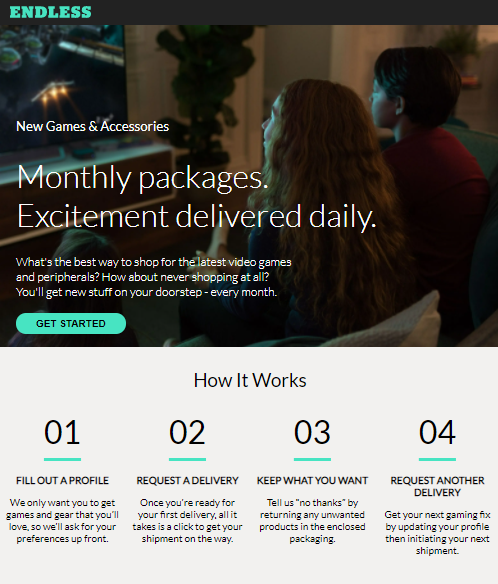 ENDLESS
New Games & Accessories
Monthly packages.
Excitement delivered daily.
What's the best way to shop for the latest video games
and peripherals? How about never shopping at all?
You'll get new stuff on your doorstep - every month.
GET STARTED
How It Works
01
FILL OUT A PROFILE
We only want you to get
games and gear that you'll
love, so we'll ask for your
preferences up front.
02
REQUEST A DELIVERY
Once you're ready for
your first delivery, all it
takes is a click to get your
shipment on the way.
03
KEEP WHAT YOU WANT
Tell us "no thanks" by
returning any unwanted
products in the enclosed
packaging.
04
REQUEST ANOTHER
DELIVERY
Get your next gaming fix
by updating your profile
then initiating your next
shipment.